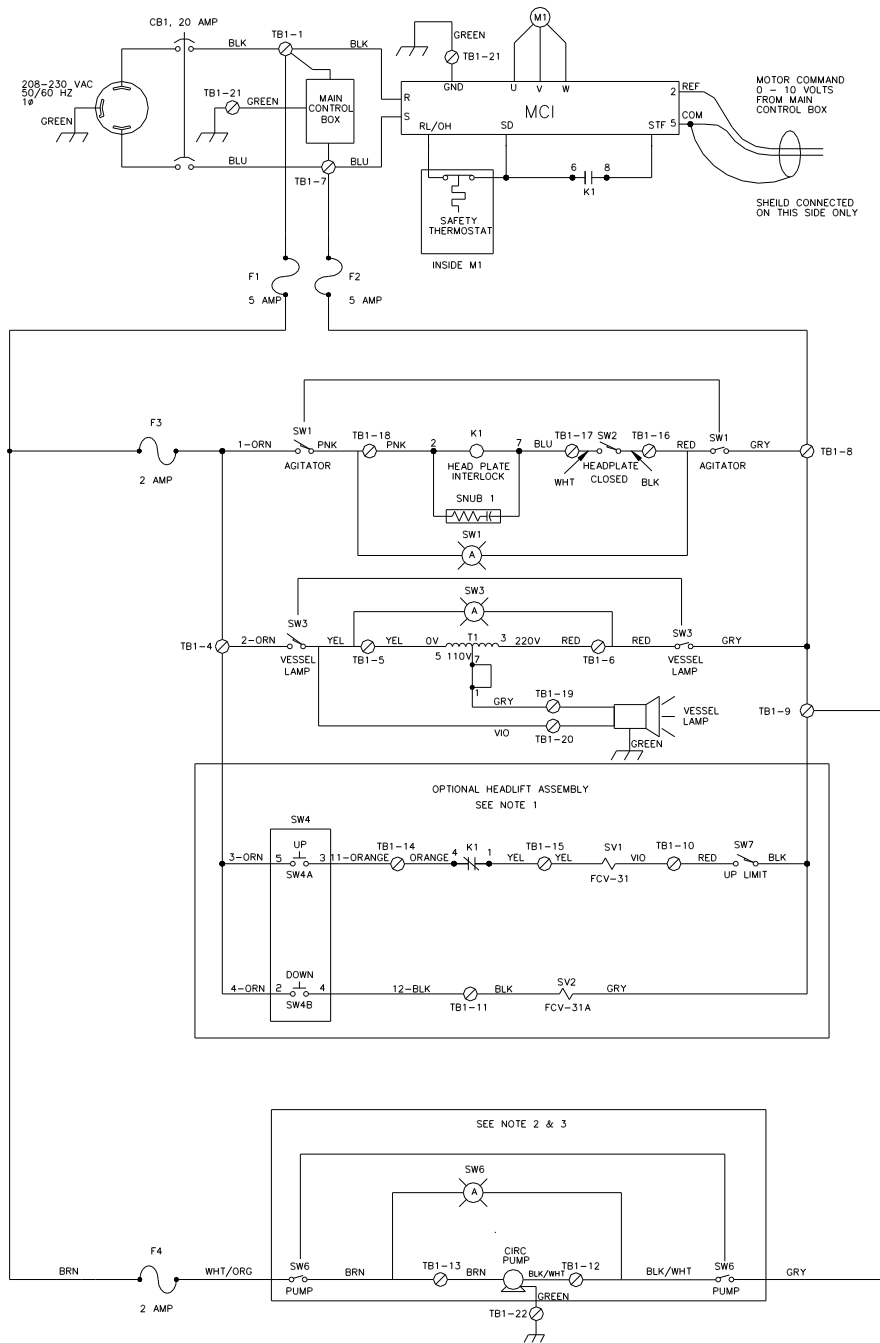 CB1, 20 AMP
208-230 VAC
50/60 HZ
1ø
GREEN
BLK
TB1-1
BLK
TB1-21
GREEN
MAIN
CONTROL
BOX
BLU
TB1-7
BLU
GREEN
TB1-21
GND
M1
U V W
R
S
MCI
RL/OH
SD
STF
2
5
REF
COM
MOTOR COMMAND
0 - 10 VOLTS
FROM MAIN
CONTROL BOX
SHEILD CONNECTED
ON THIS SIDE ONLY
6
8
K1
SAFETY
THERMOSTAT
INSIDE M1
F1
5 AMP
F2
5 AMP
F3
2 AMP
1-ORN
SW1
AGITATOR
PNK
TB1-18
PNK
2
K1
7
HEAD PLATE
INTERLOCK
SNUB 1
BLU
TB1-17
SW2
TB1-16
HEADPLATE
CLOSED
WHT
BLK
RED
SW1
AGITATOR
GRY
TB1-8
SW1
A
SW3
A
TB1-4
2-ORN
SW3
VESSEL
LAMP
YEL
TB1-5
YEL
0V
T1
3
220V
5
110V
7
1
RED
TB1-6
RED
SW3
VESSEL
LAMP
GRY
GRY
TB1-19
VIO
TB1-20
GREEN
VESSEL
LAMP
TB1-9
OPTIONAL HEADLIFT ASSEMBLY
SEE NOTE 1
SW4
3-ORN
5
UP
SW4A
3
11-ORANGE
TB1-14
ORANGE
4
K1
1
YEL
TB1-15
YEL
SV1
FCV-31
VIO
TB1-10
RED
SW7
UP LIMIT
BLK
4-ORN
2
DOWN
SW4B
4
12-BLK
TB1-11
BLK
SV2
FCV-31A
GRY
SEE NOTE 2 & 3
SW6
A
BRN
F4
2 AMP
WHT/ORG
SW6
PUMP
BRN
TB1-13
BRN
CIRC
PUMP
BLK/WHT
TB1-12
GREEN
TB1-22
BLK/WHT
SW6
PUMP
GRY